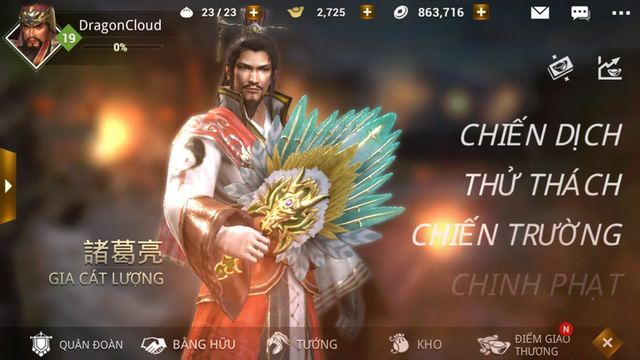 DragonCloud
19
0%
23 / 23
2,725
863,716
CHIẾN DỊCH
THỬ THÁCH
CHIẾN TRƯỜNG
CHINH PHẠT
諸葛亮
GIA CÁT LƯỢNG
QUÂN ĐOÀN
BẰNG HỮU
TƯỚNG
KHO
ĐIỂM GIAO
THƯƠNG
N